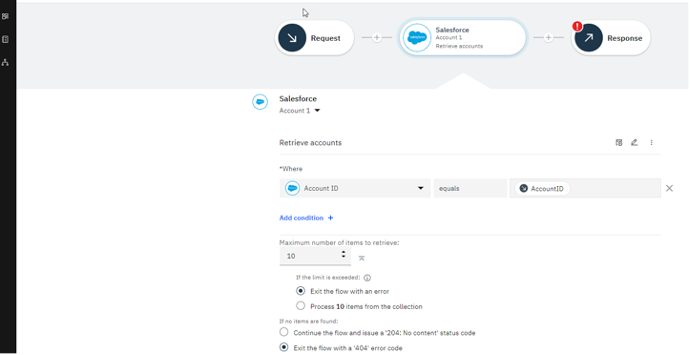 Request
Salesforce
Account 1
Retrieve accounts
Response
Salesforce
Account 1
Retrieve accounts
*Where
Account ID equals AccountID
Add condition +
Maximum number of items to retrieve:
10
If the limit is exceeded:
Exit the flow with an error
Process 10 items from the collection
If no items are found:
Continue the flow and issue a '204: No content' status code
Exit the flow with a '404' error code